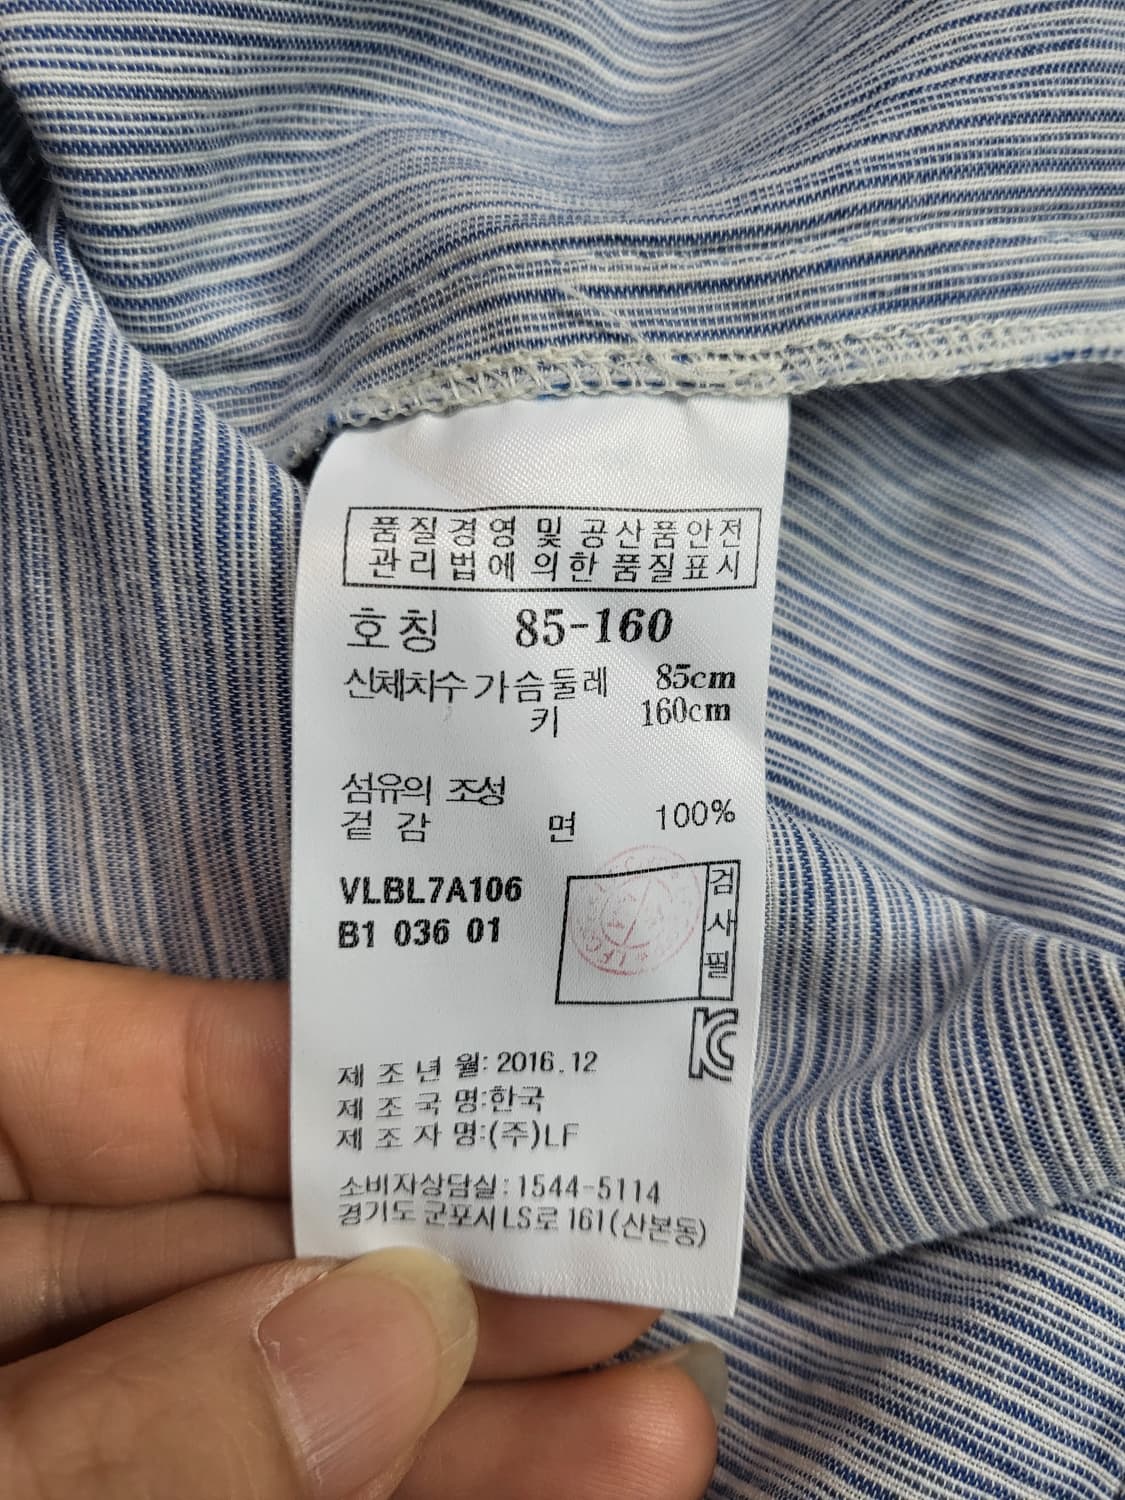 품질경영 및 공산품안전
관리법에 의한 품질표시
호칭 85-160
신체치수 가슴둘레 85cm
키 160cm
섬유의 조성
겉감 면 100%
VLBL7A106
B1 036 01
검사필
KC
제조년월: 2016.12
제조국명:한국
제조자명:(주)LF
소비자상담실: 1544-5114
경기도 군포시 LS로 161(산본동)